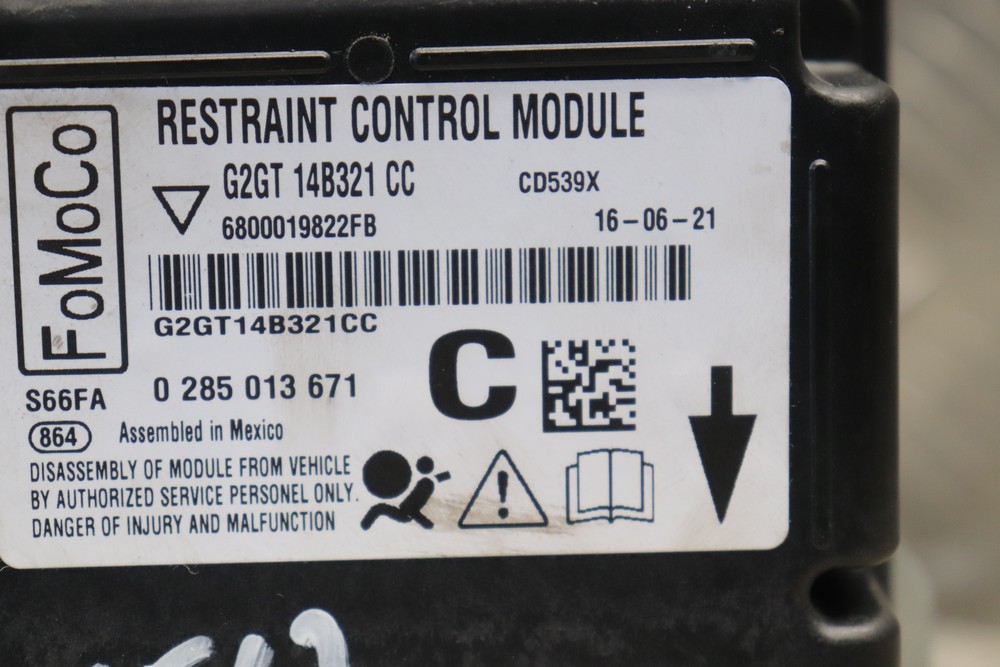 FoMoCo
RESTRAINT CONTROL MODULE
G2GT 14B321 CC
CD539X
6800019822FB
16-06-21
G2GT14B321CC
C
S66FA
0 285 013 671
864
Assembled in Mexico
DISASSEMBLY OF MODULE FROM VEHICLE
BY AUTHORIZED SERVICE PERSONEL ONLY.
DANGER OF INJURY AND MALFUNCTION